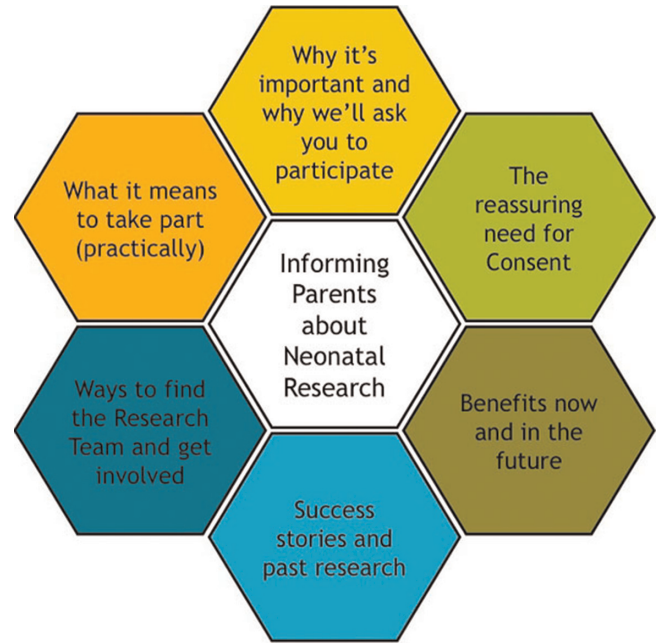 Why it's
important and
why we'll ask
you to
participate
What it means
to take part
(practically)
The
reassuring
need for
Consent
Informing
Parents
about
Neonatal
Research
Ways to find
the Research
Team and get
involved
Benefits now
and in the
future
Success
stories and
past research